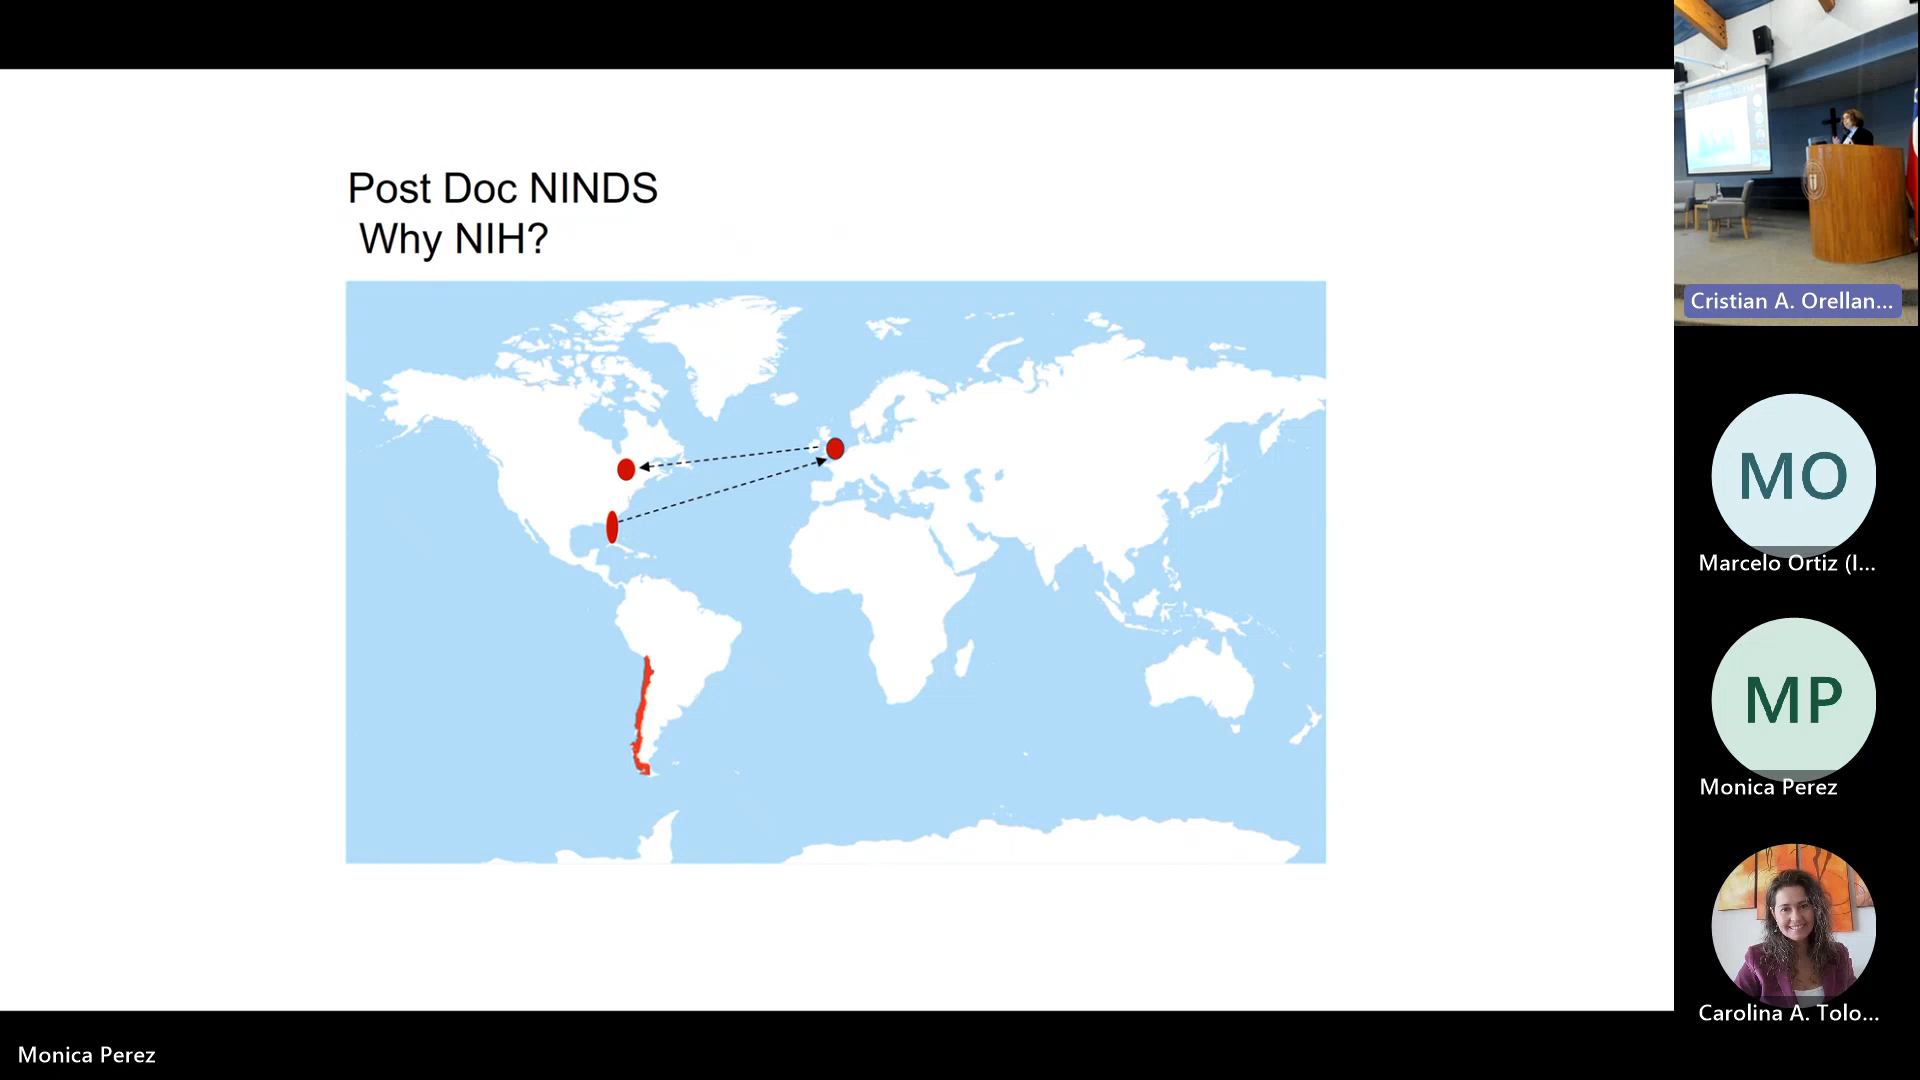 Post Doc NINDS
Why NIH?
Cristian A. Orellan...
MO
Marcelo Ortiz (I...
MP
Monica Perez
Carolina A. Tolo...
Monica Perez